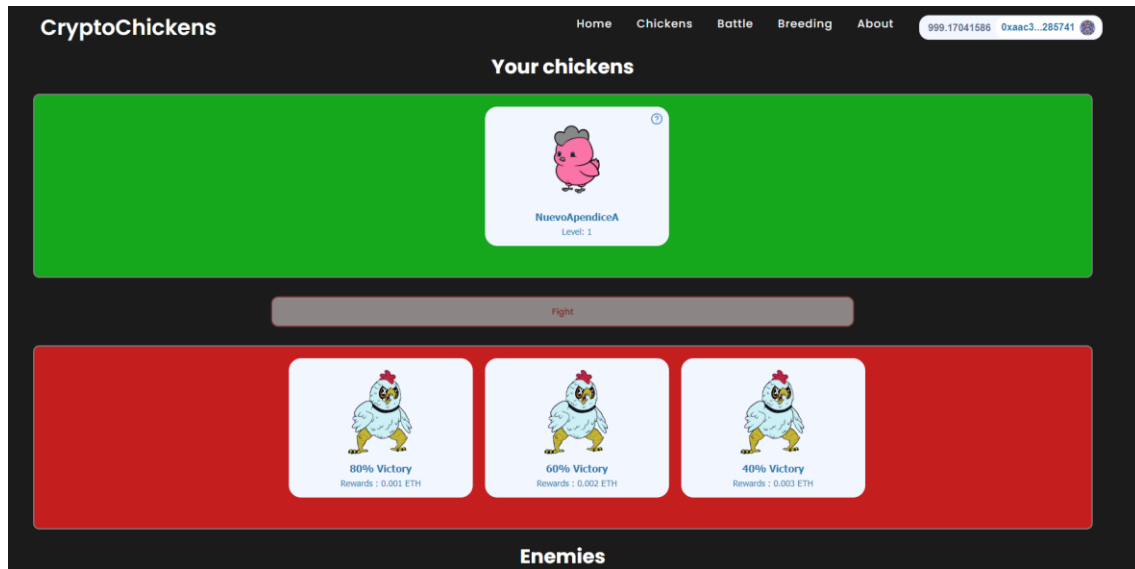 CryptoChickens
Home Chickens Battle Breeding About
999.17041586 0xaac3...285741
Your chickens
NuevoApendiceA
Level: 1
Fight
80% Victory
Rewards : 0.001 ETH
60% Victory
Rewards : 0.002 ETH
40% Victory
Rewards : 0.003 ETH
Enemies